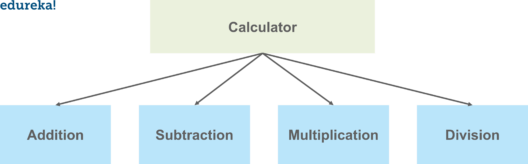 edureka!
Calculator
Addition
Subtraction
Multiplication
Division